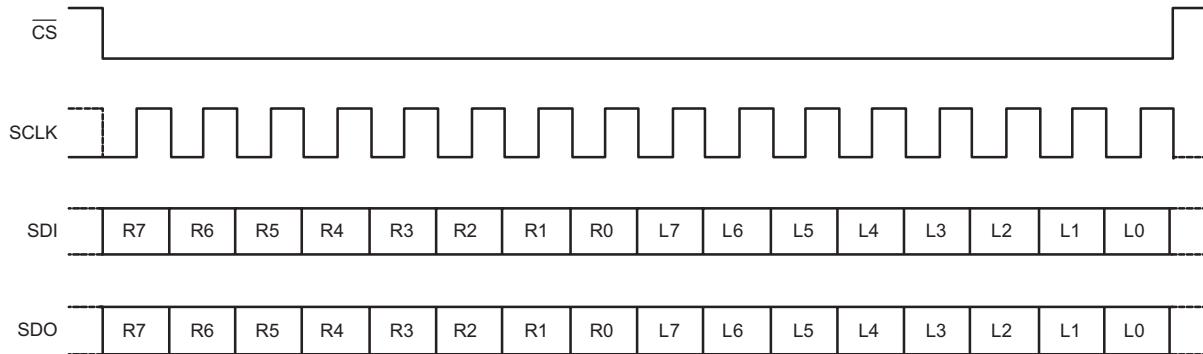 CS
SCLK
SDI R7 R6 R5 R4 R3 R2 R1 R0 L7 L6 L5 L4 L3 L2 L1 L0
SDO R7 R6 R5 R4 R3 R2 R1 R0 L7 L6 L5 L4 L3 L2 L1 L0